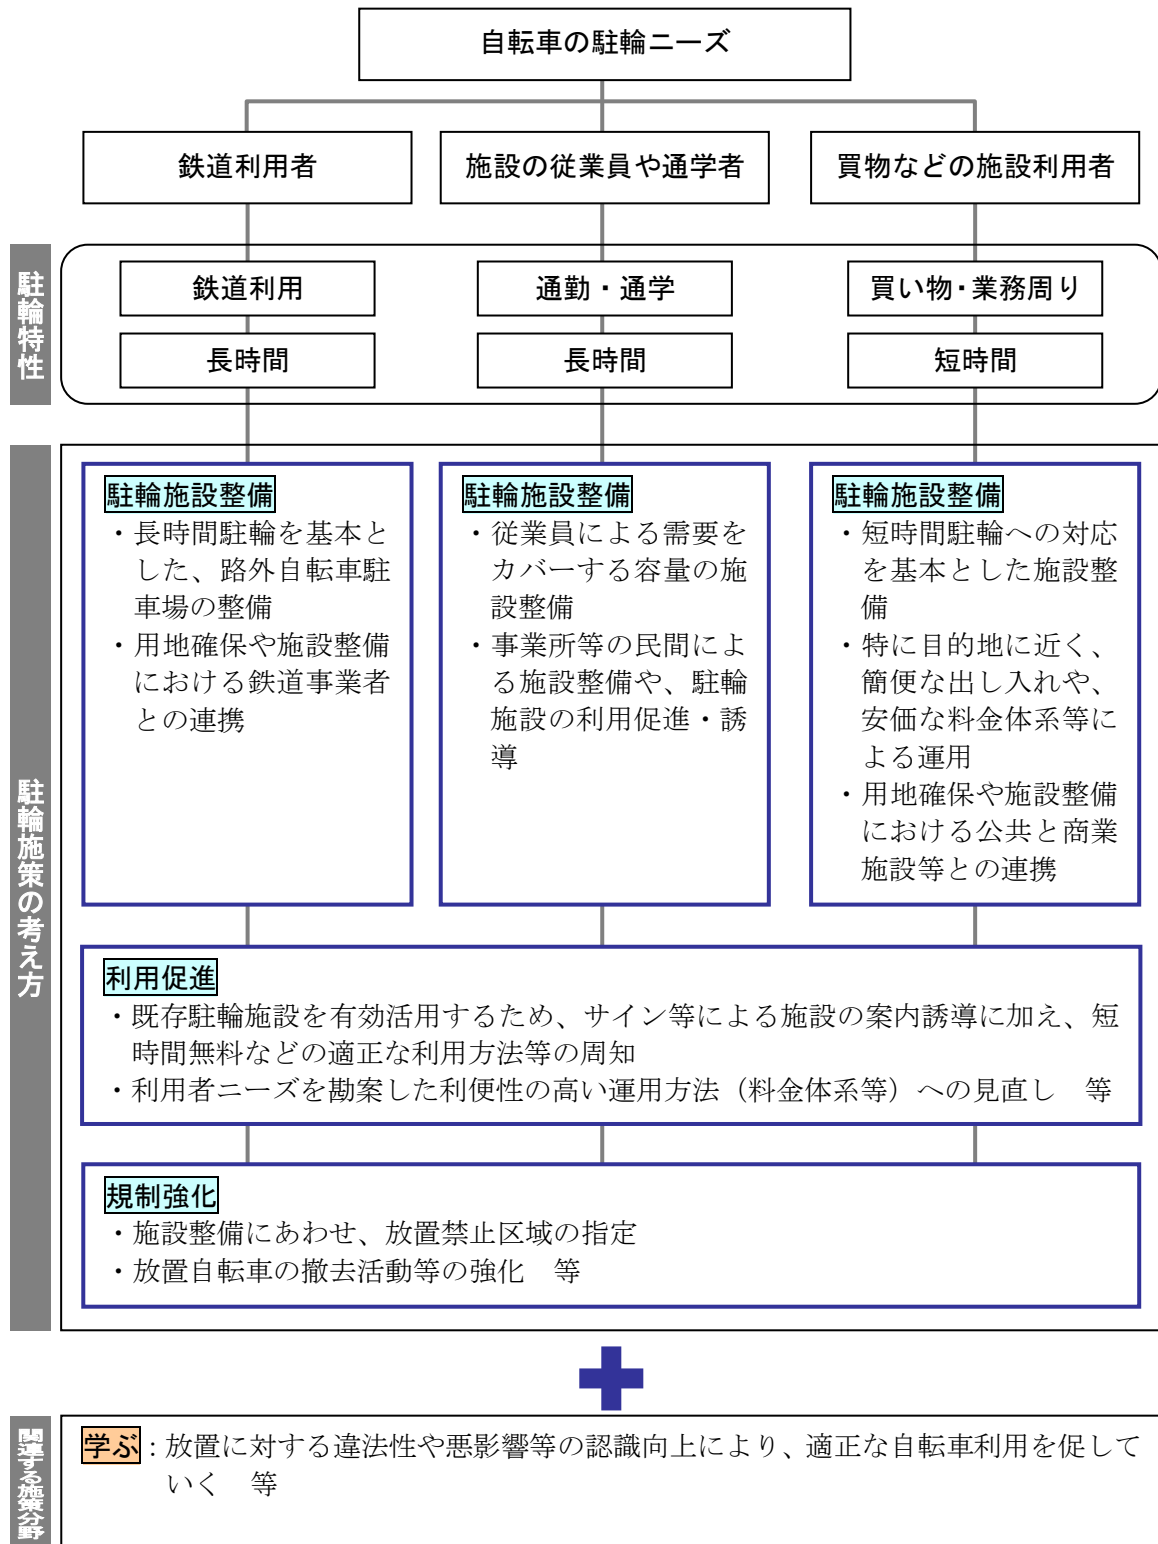 自転車の駐輪ニーズ
鉄道利用者
施設の従業員や通学者
買物などの施設利用者
駐輪特性
鉄道利用
通勤・通学
買い物・業務周り
長時間
長時間
短時間
駐輪施策の考え方
駐輪施設整備
・長時間駐輪を基本と
した、路外自転車駐
車場の整備
・用地確保や施設整備
における鉄道事業者
との連携
駐輪施設整備
・従業員による需要を
カバーする容量の施
設整備
・事業所等の民間によ
る施設整備や、駐輪
施設の利用促進・誘
導
駐輪施設整備
・短時間駐輪への対応
を基本とした施設整
備
・特に目的地に近く、
簡便な出し入れや、
安価な料金体系等に
よる運用
・用地確保や施設整備
における公共と商業
施設等との連携
利用促進
・既存駐輪施設を有効活用するため、サイン等による施設の案内誘導に加え、短
時間無料などの適正な利用方法等の周知
・利用者ニーズを勘案した利便性の高い運用方法（料金体系等）への見直し　等
規制強化
・施設整備にあわせ、放置禁止区域の指定
・放置自転車の撤去活動等の強化　等
関連する施策分野
学ぶ：放置に対する違法性や悪影響等の認識向上により、適正な自転車利用を促して
いく　等